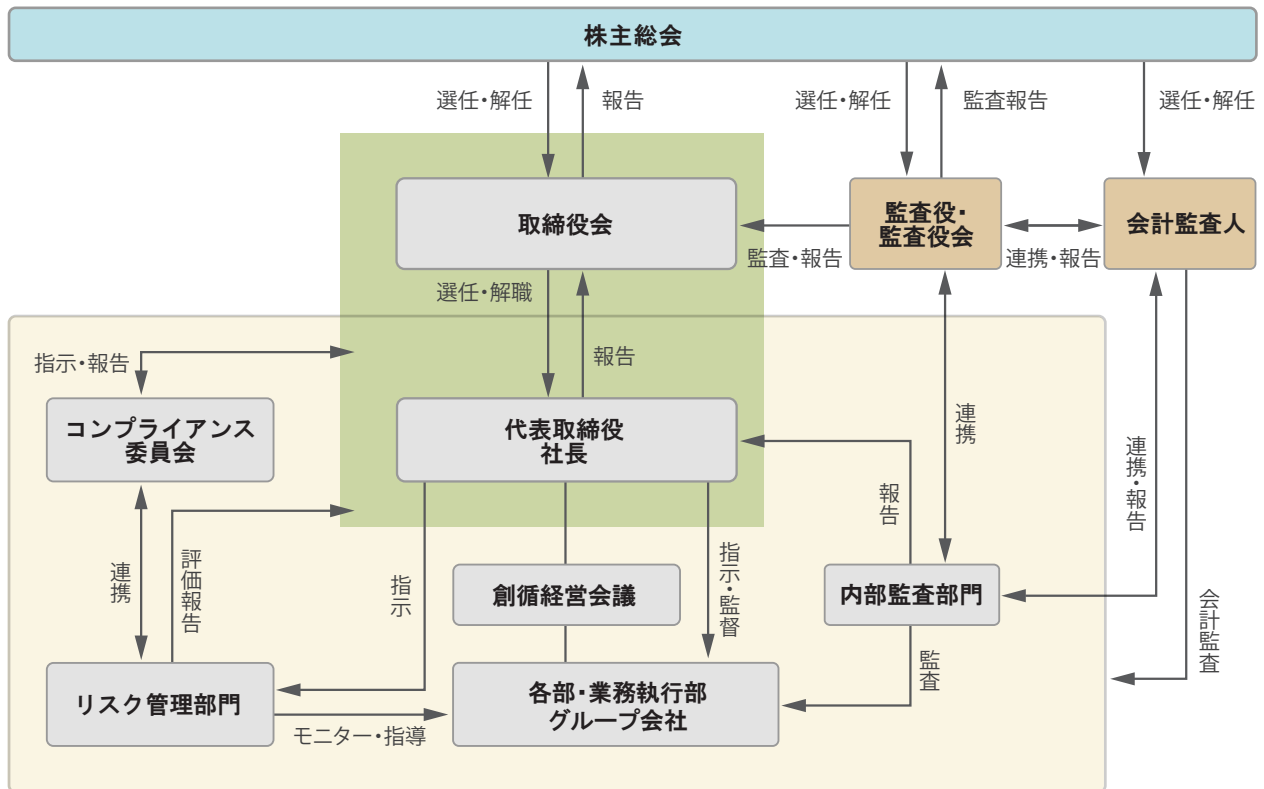 株主総会
選任・解任
報告
選任・解任
監査報告
選任・解任
取締役会
監査役・
監査役会
会計監査人
監査・報告
連携・報告
選任・解職
報告
指示・報告
コンプライアンス
委員会
代表取締役
社長
連携
連携・報告
報告
連携
評価報告
指示
指示・監督
創循経営会議
内部監査部門
会計監査
監査
リスク管理部門
各部・業務執行部
グループ会社
モニター・指導